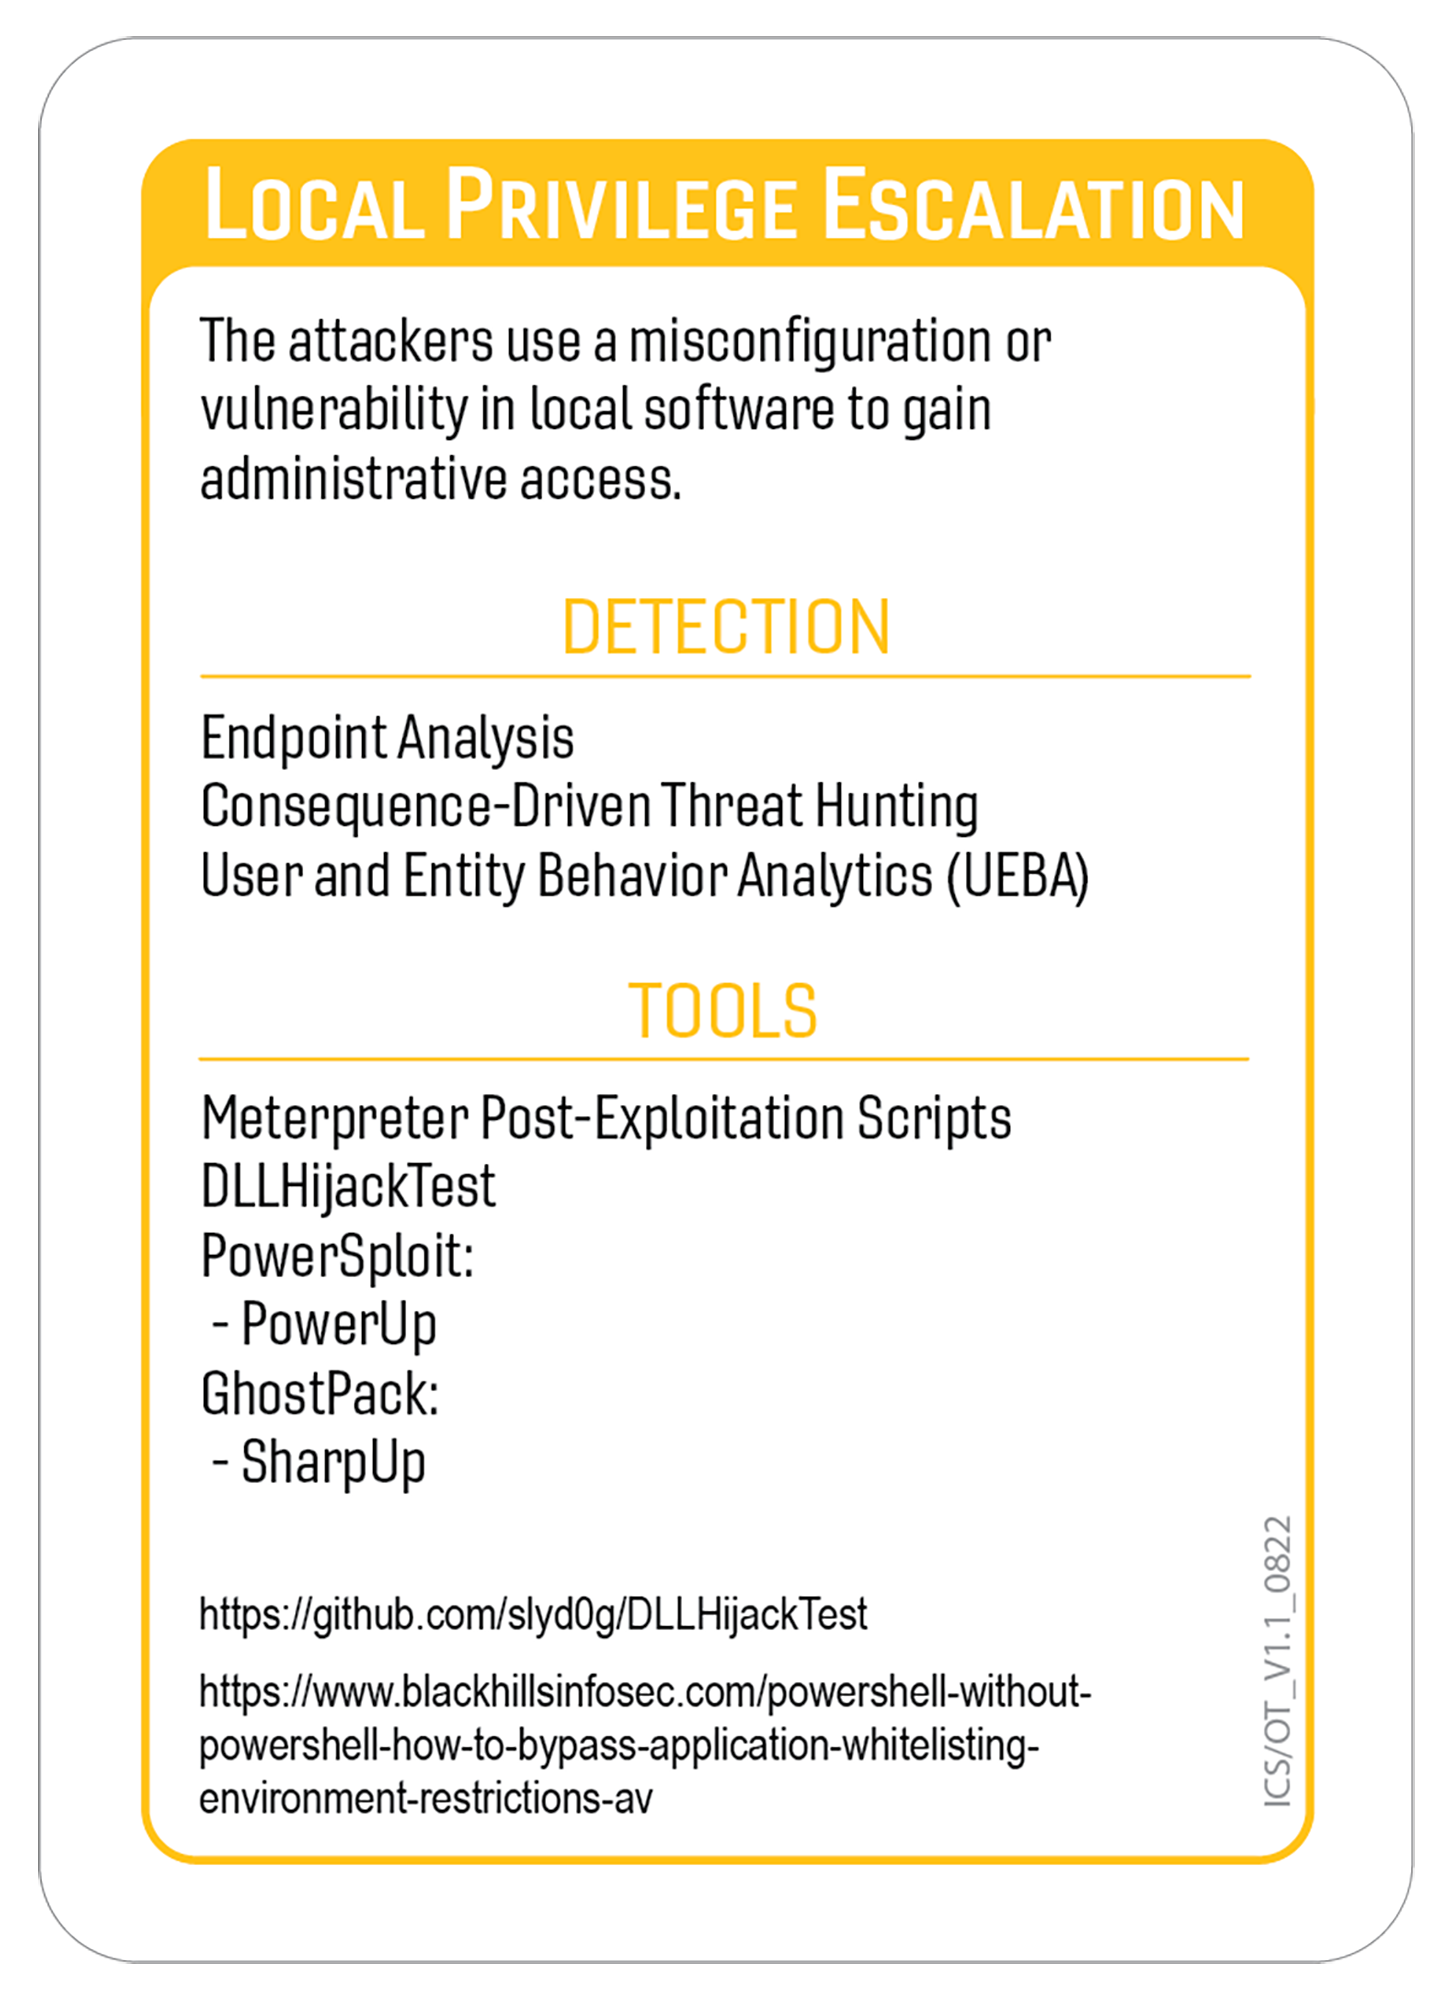 LOCAL PRIVILEGE ESCALATION
The attackers use a misconfiguration or
vulnerability in local software to gain
administrative access.
DETECTION
Endpoint Analysis
Consequence-Driven Threat Hunting
User and Entity Behavior Analytics (UEBA)
TOOLS
Meterpreter Post-Exploitation Scripts
DLLHijackTest
PowerSploit:
- PowerUp
GhostPack:
- SharpUp
https://github.com/slyd0g/DLLHijackTest
https://www.blackhillsinfosec.com/powershell-without-
powershell-how-to-bypass-application-whitelisting-
environment-restrictions-av
ICS/OT_V1.1_0822